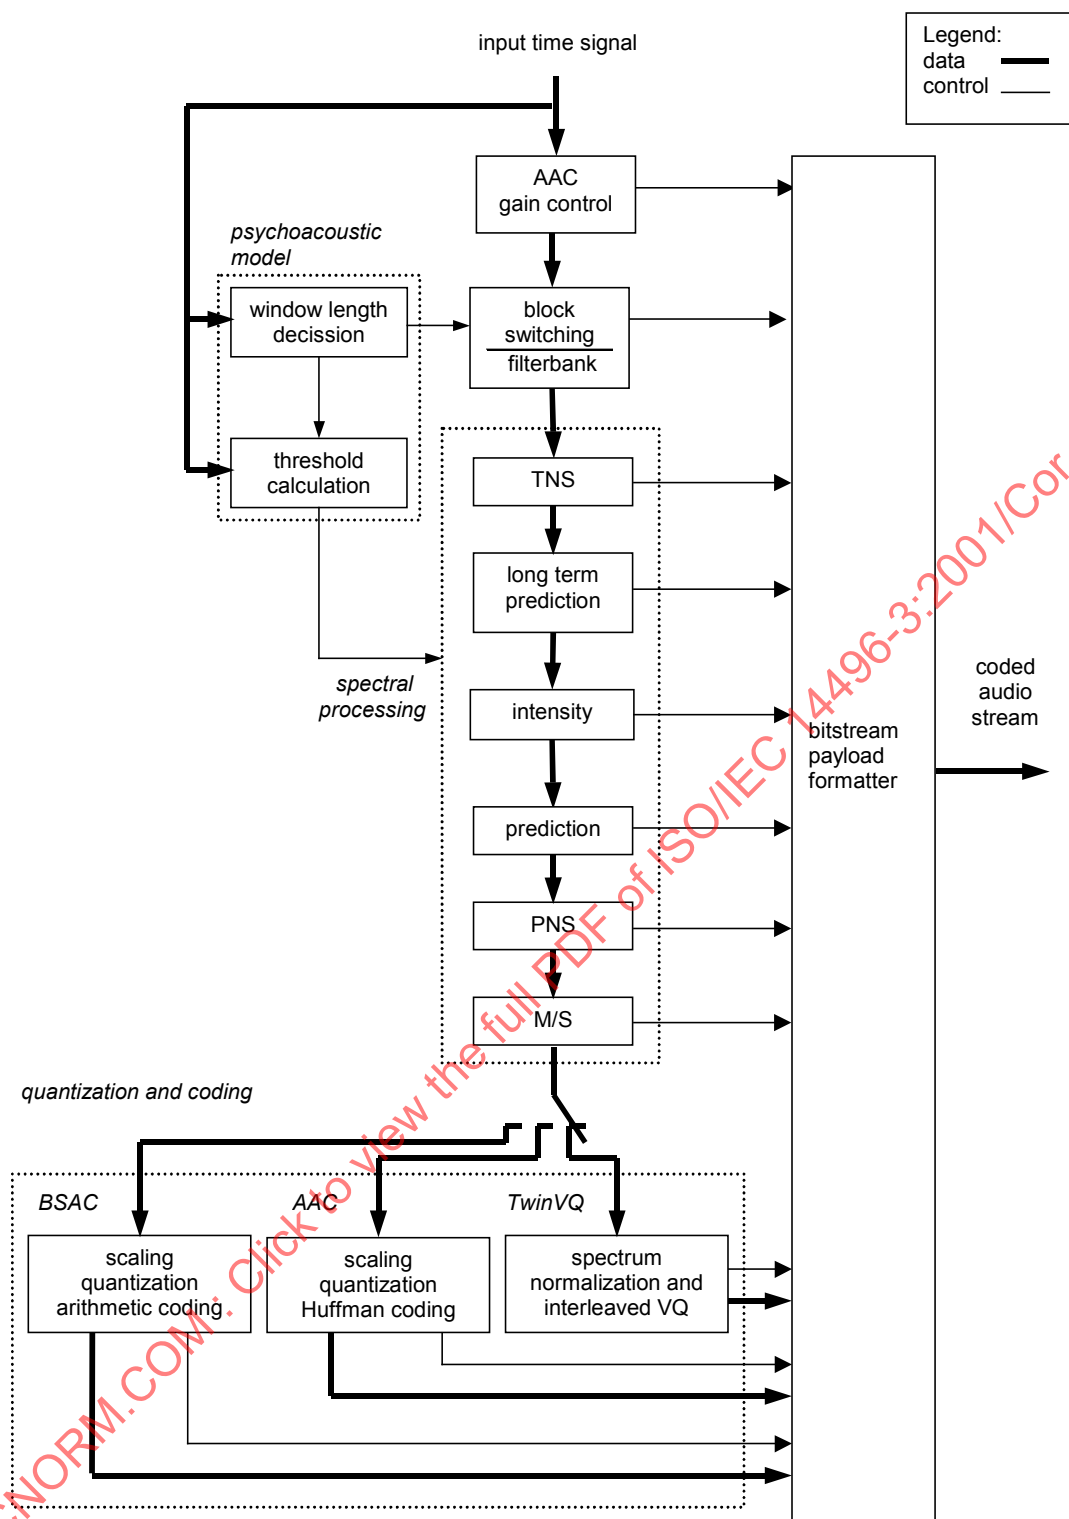 input time signal
Legend:
data
control
AAC
gain control
psychoacoustic
model
window length
decission
block
switching
filterbank
threshold
calculation
TNS
long term
prediction
spectral
processing
intensity
coded
audio
stream
bitstream
payload
formatter
prediction
PNS
M/S
quantization and coding
BSAC
AAC
TwinVQ
scaling
quantization
arithmetic coding
scaling
quantization
Huffman coding
spectrum
normalization and
interleaved VQ
CNORM.COM : Click to view the full PDF of ISO/IEC 14496-3:2001/Cor